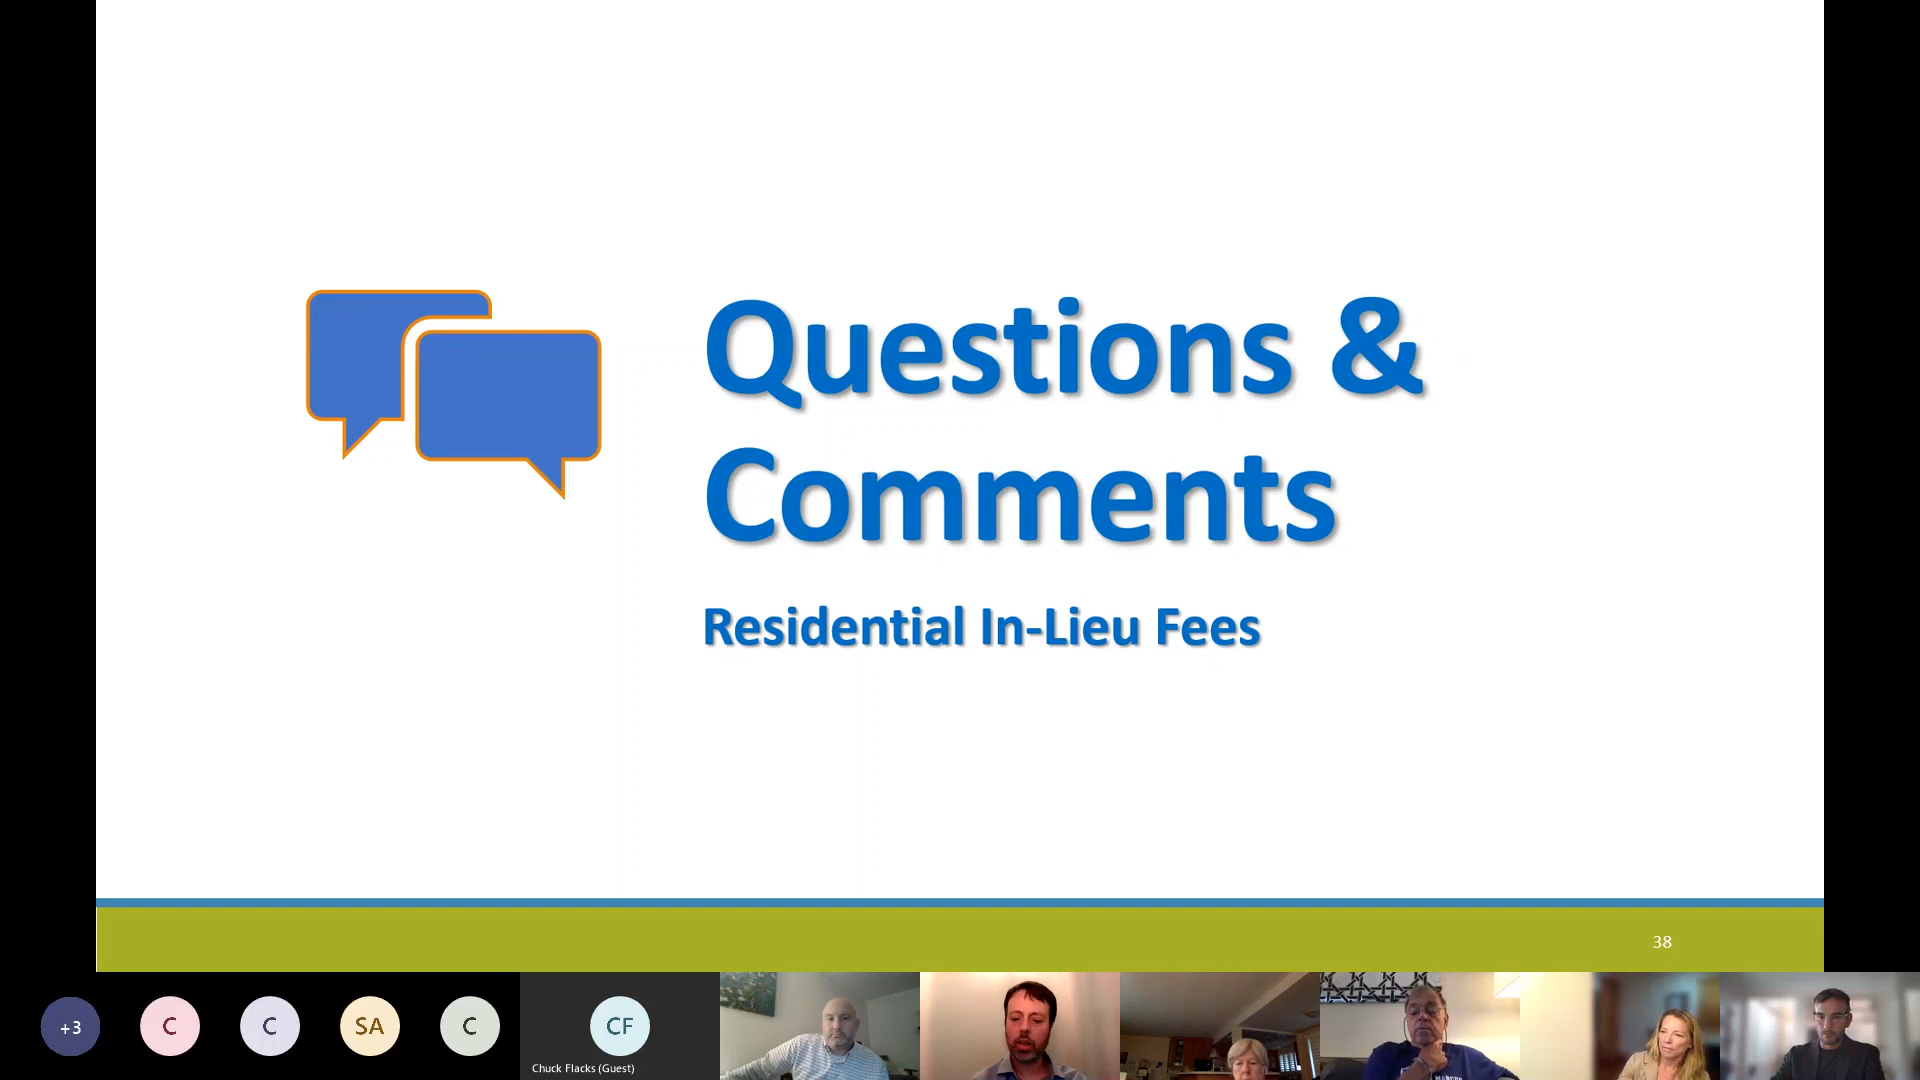 Questions &
Comments
Residential In-Lieu Fees
38
+3
C
C
SA
C
CF
Chuck Flacks (Guest)